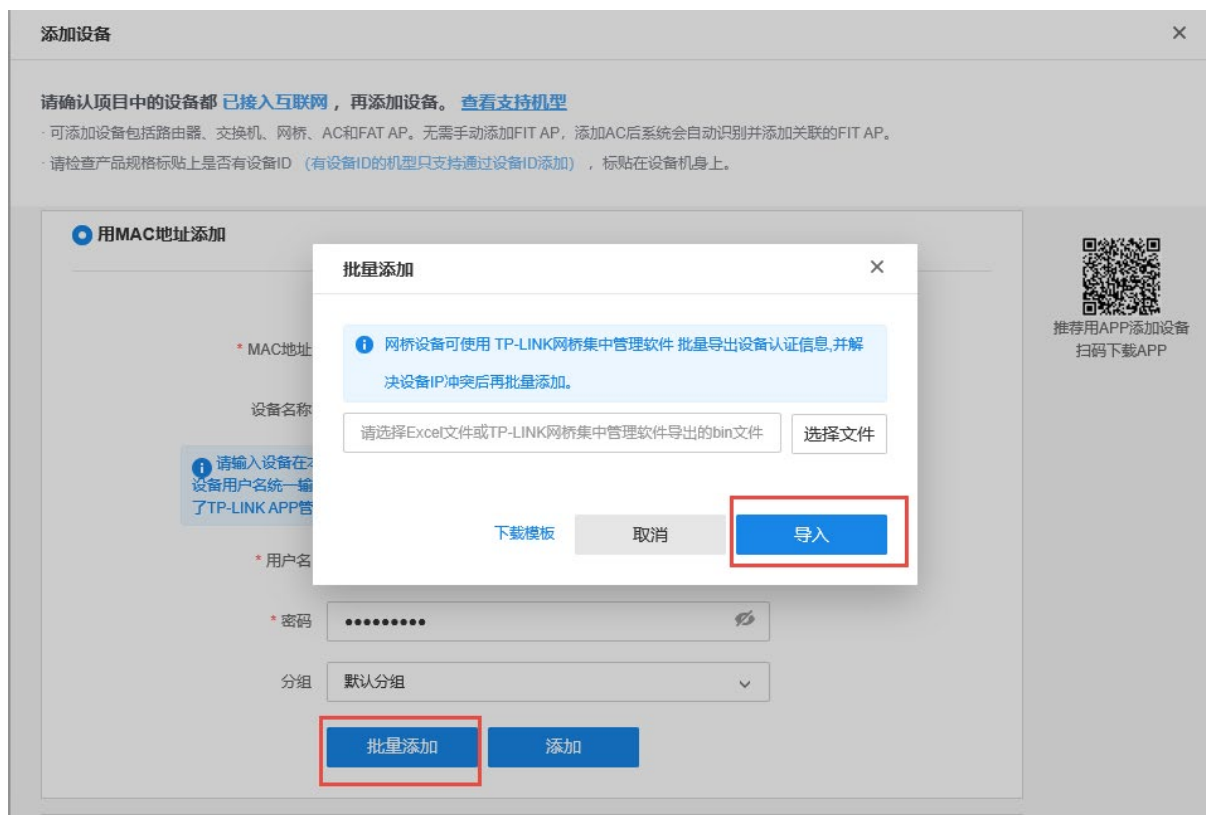 添加设备
请确认项目中的设备都 已接入互联网 ，再添加设备。 查看支持机型
· 可添加设备包括路由器、交换机、网桥、AC和FAT AP。无需手动添加FIT AP，添加AC后系统会自动识别并添加关联的FIT AP。
· 请检查产品规格标贴上是否有设备ID （有设备ID的机型只支持通过设备ID添加），标贴在设备机身上。
用MAC地址添加
批量添加
网桥设备可使用 TP-LINK网桥集中管理软件 批量导出设备认证信息,并解
决设备IP冲突后再批量添加。
请选择Excel文件或TP-LINK网桥集中管理软件导出的bin文件 选择文件
下载模板 取消 导入
* MAC地址
设备名称
请输入设备在
设备用户名统一输
了TP-LINK APP管
* 用户名
* 密码
分组 默认分组
批量添加 添加
推荐用APP添加设备
扫码下载APP